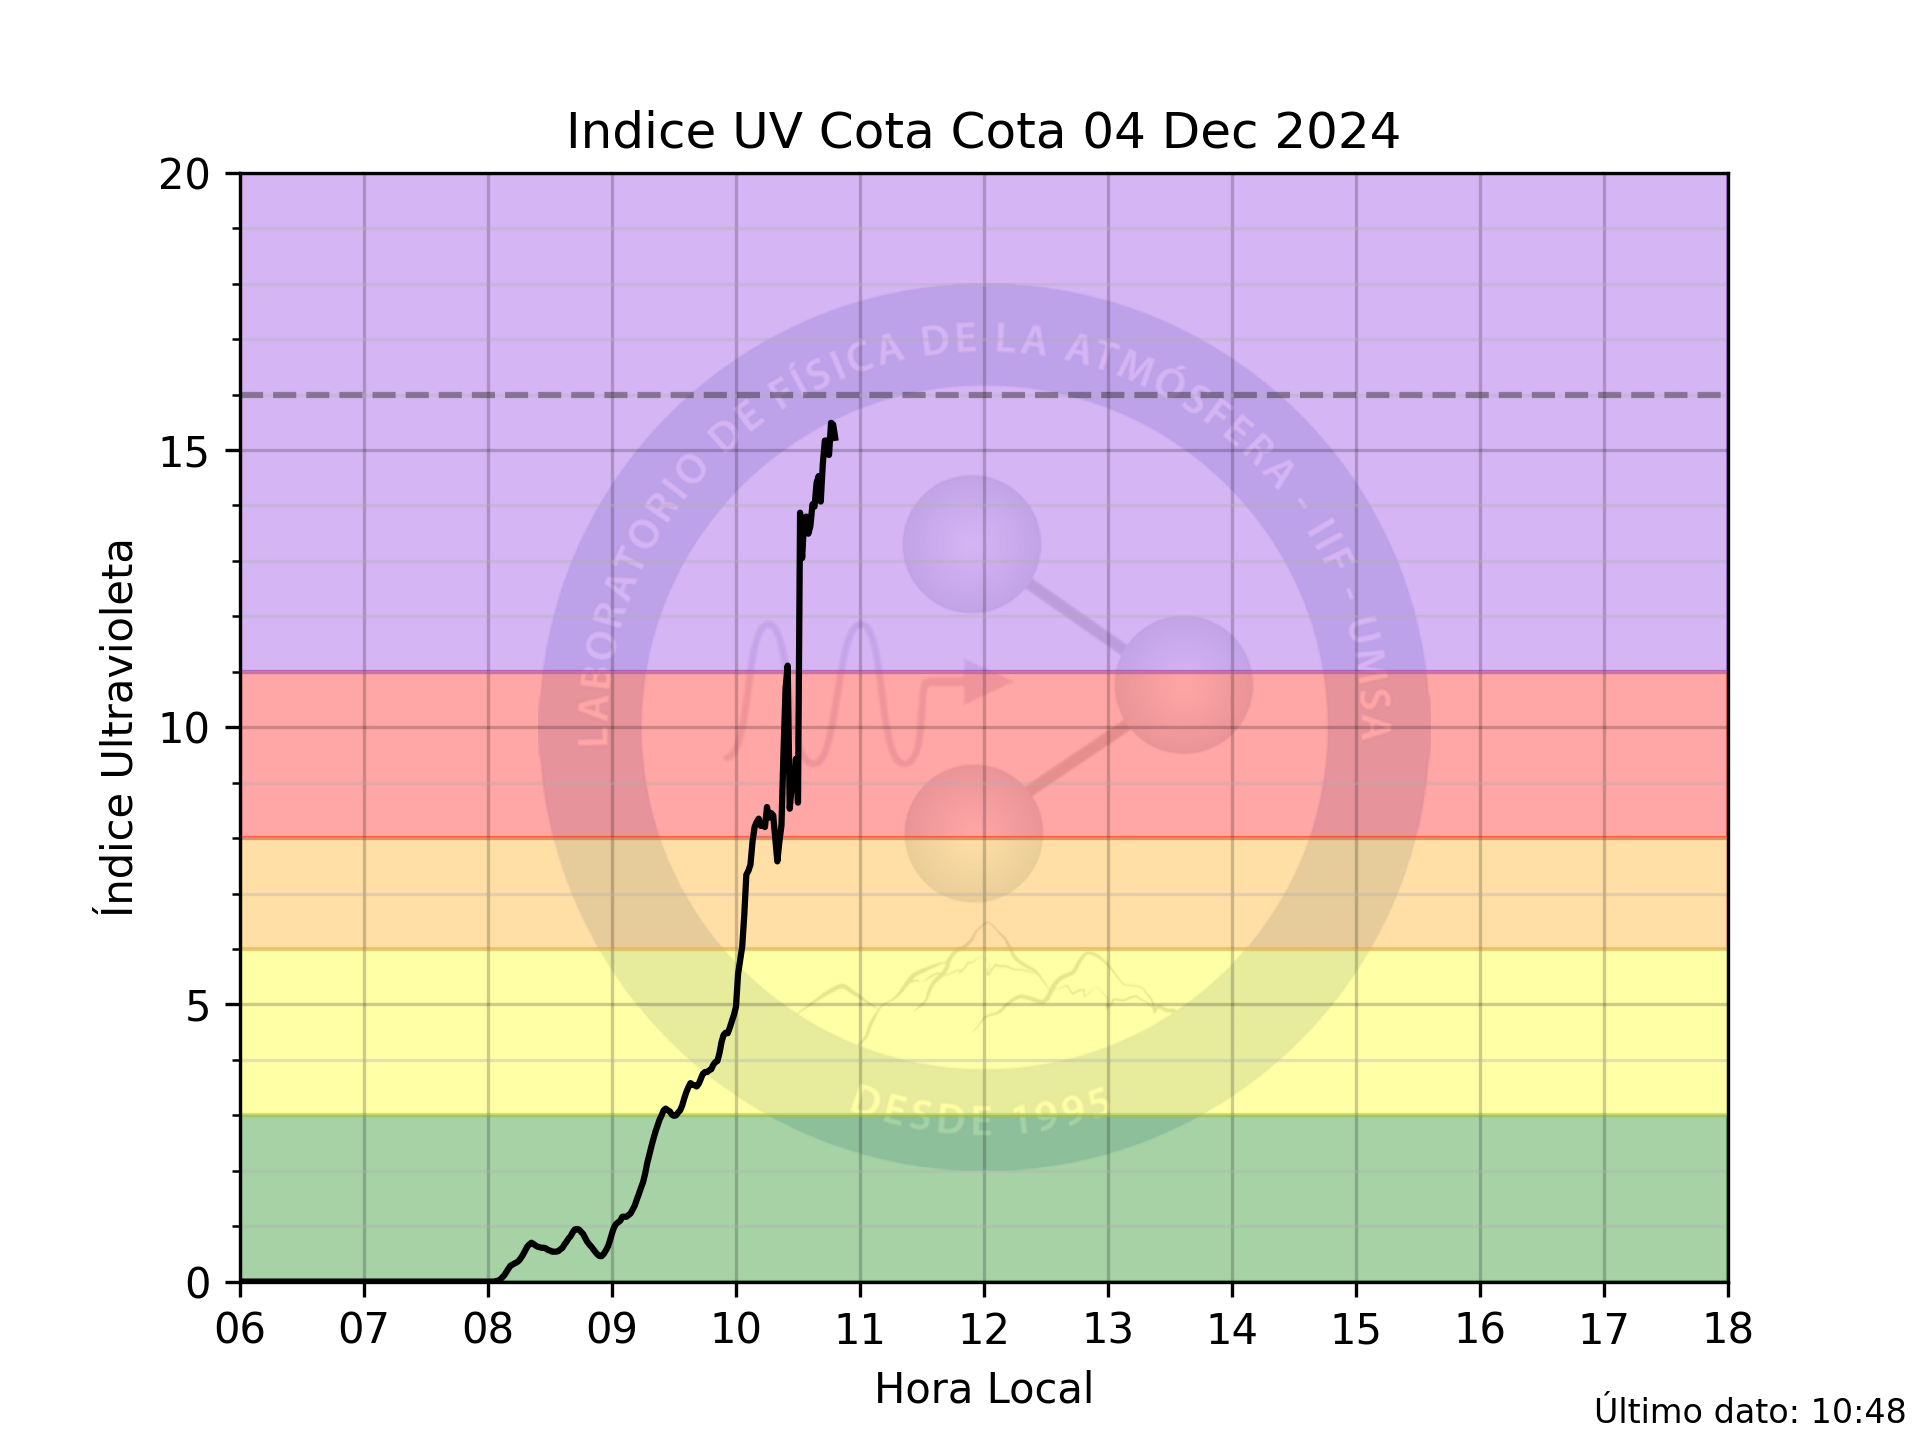 Indice UV Cota Cota 04 Dec 2024
20
15
10
5
0
Índice Ultravioleta
LABORATORIO DE FÍSICA DE LA ATMÓSFERA - IIF - UMSA
DESDE 1995
06 07 08 09 10 11 12 13 14 15 16 17 18
Hora Local
Último dato: 10:48